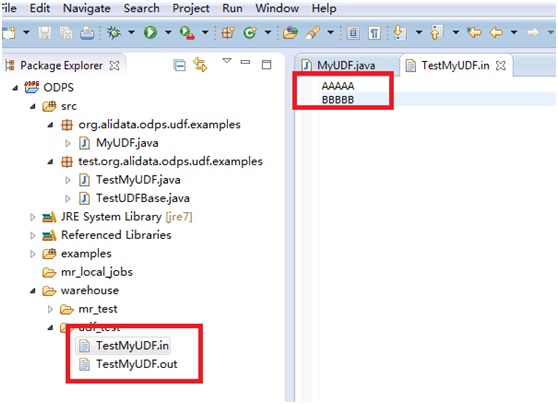 ile Edit Navigate Search Project Run Window Help
Package Explorer
ODPS
src
org.alidata.odps.udf.examples
MyUDF.java
test.org.alidata.odps.udf.examples
TestMyUDF.java
TestUDFBase.java
JRE System Library [jre7]
Referenced Libraries
examples
mr_local_jobs
warehouse
mr_test
udf_test
TestMyUDF.in
TestMyUDF.out
MyUDF.java
TestMyUDF.in
AAAAA
BBBBB